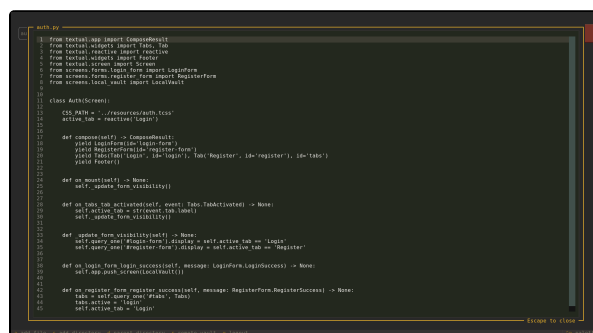 auth.py
1 from textual.app import ComposeResult
2 from textual.widgets import Tabs, Tab
3 from textual.reactive import reactive
4 from textual.widgets import Footer
5 from textual.screen import Screen
6 from screens.forms.login_form import LoginForm
7 from screens.forms.register_form import RegisterForm
8 from screens.local_vault import LocalVault
9
10
11 class Auth(Screen):
12
13     CSS_PATH = '../resources/auth.tcss'
14     active_tab = reactive('Login')
15
16
17     def compose(self) -> ComposeResult:
18         yield LoginForm(id='login-form')
19         yield RegisterForm(id='register-form')
20         yield Tabs(Tab('Login', id='login'), Tab('Register', id='register'), id='tabs')
21         yield Footer()
22
23
24     def on_mount(self) -> None:
25         self._update_form_visibility()
26
27
28     def on_tabs_tab_activated(self, event: Tabs.TabActivated) -> None:
29         self.active_tab = str(event.tab.label)
30         self._update_form_visibility()
31
32
33     def _update_form_visibility(self) -> None:
34         self.query_one('#login-form').display = self.active_tab == 'Login'
35         self.query_one('#register-form').display = self.active_tab == 'Register'
36
37
38     def on_login_form_login_success(self, message: LoginForm.LoginSuccess) -> None:
39         self.app.push_screen(LocalVault())
40
41
42     def on_register_form_register_success(self, message: RegisterForm.RegisterSuccess) -> None:
43         tabs = self.query_one('#tabs', Tabs)
44         tabs.active = 'login'
45         self.active_tab = 'Login'
Escape to close